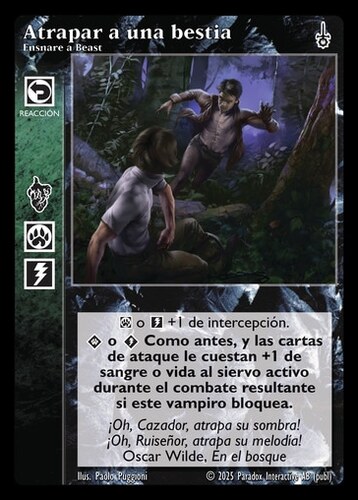 Atrapar a una bestia
Ensnare a Beast
REACCIÓN
o +1 de intercepción.
o Como antes, y las cartas
de ataque le cuestan +1 de
sangre o vida al siervo activo
durante el combate resultante
si este vampiro bloquea.
¡Oh, Cazador, atrapa su sombra!
¡Oh, Ruiseñor, atrapa su melodía!
Oscar Wilde, En el bosque
Ilus. Paolo Puggioni © 2025 Paradox Interactive AB (publ)